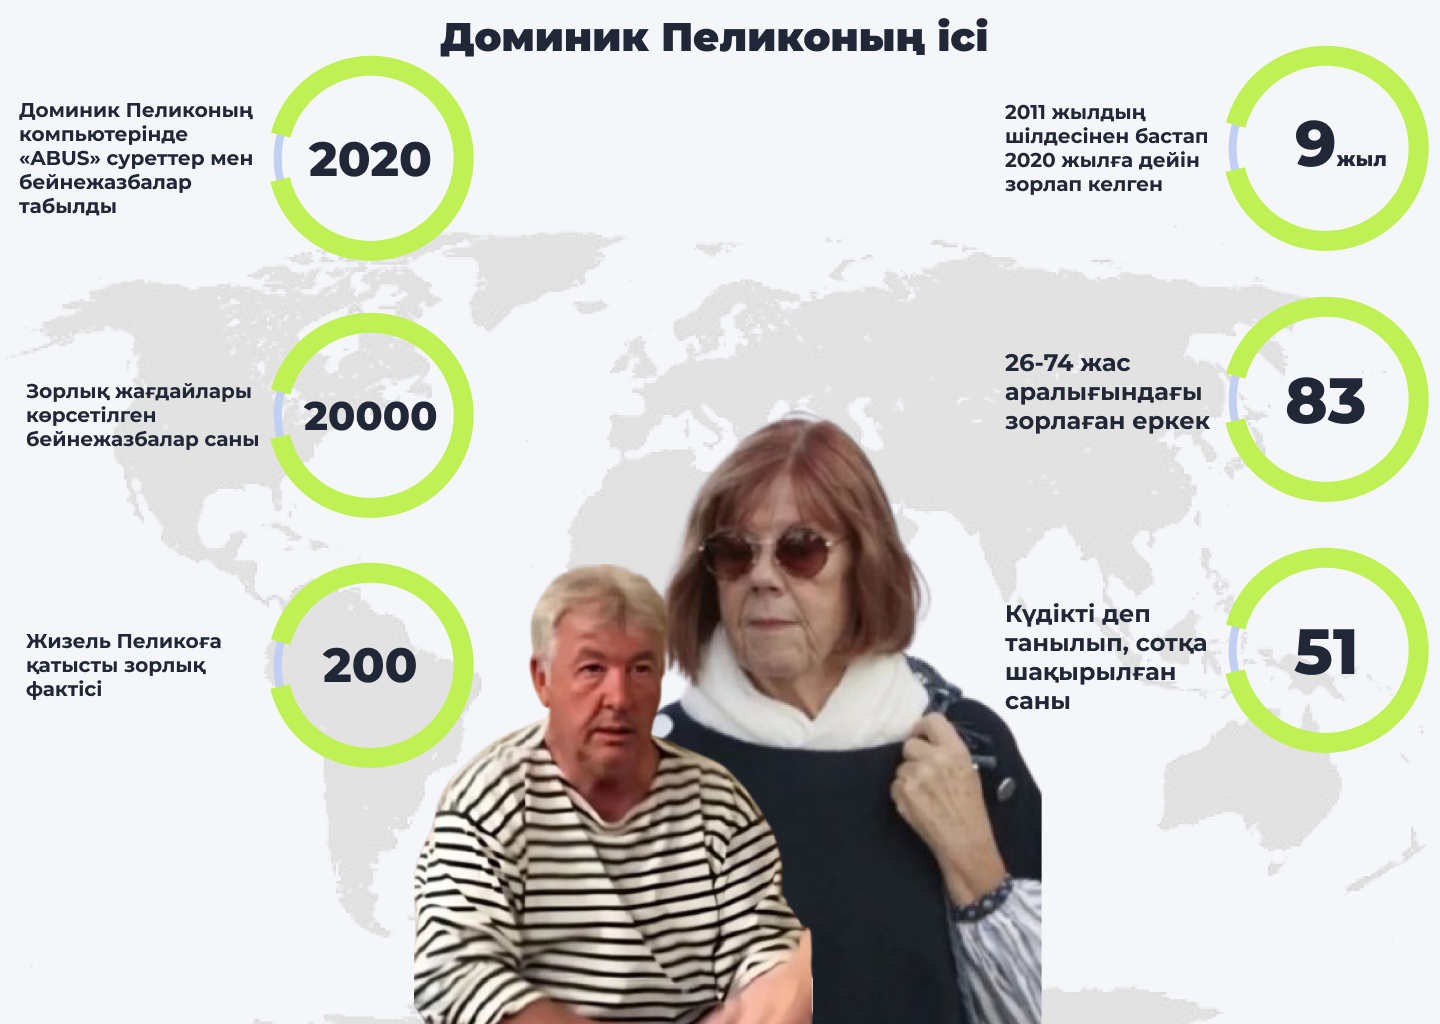 Доминик Пеликоның ісі
Доминик Пеликоның
компьютерінде
«ABUS» суреттер мен
бейнежазбалар
табылды
2020
Зорлық жағдайлары
көрсетілген
бейнежазбалар саны
20000
Жизель Пеликоға
қатысты зорлық
фактісі
200
2011 жылдың
шілдесінен бастап
2020 жылға дейін
зорлап келген
9 жыл
26-74 жас
аралығындағы
зорлаған еркек
83
Күдікті деп
танылып, сотқа
шақырылған
саны
51